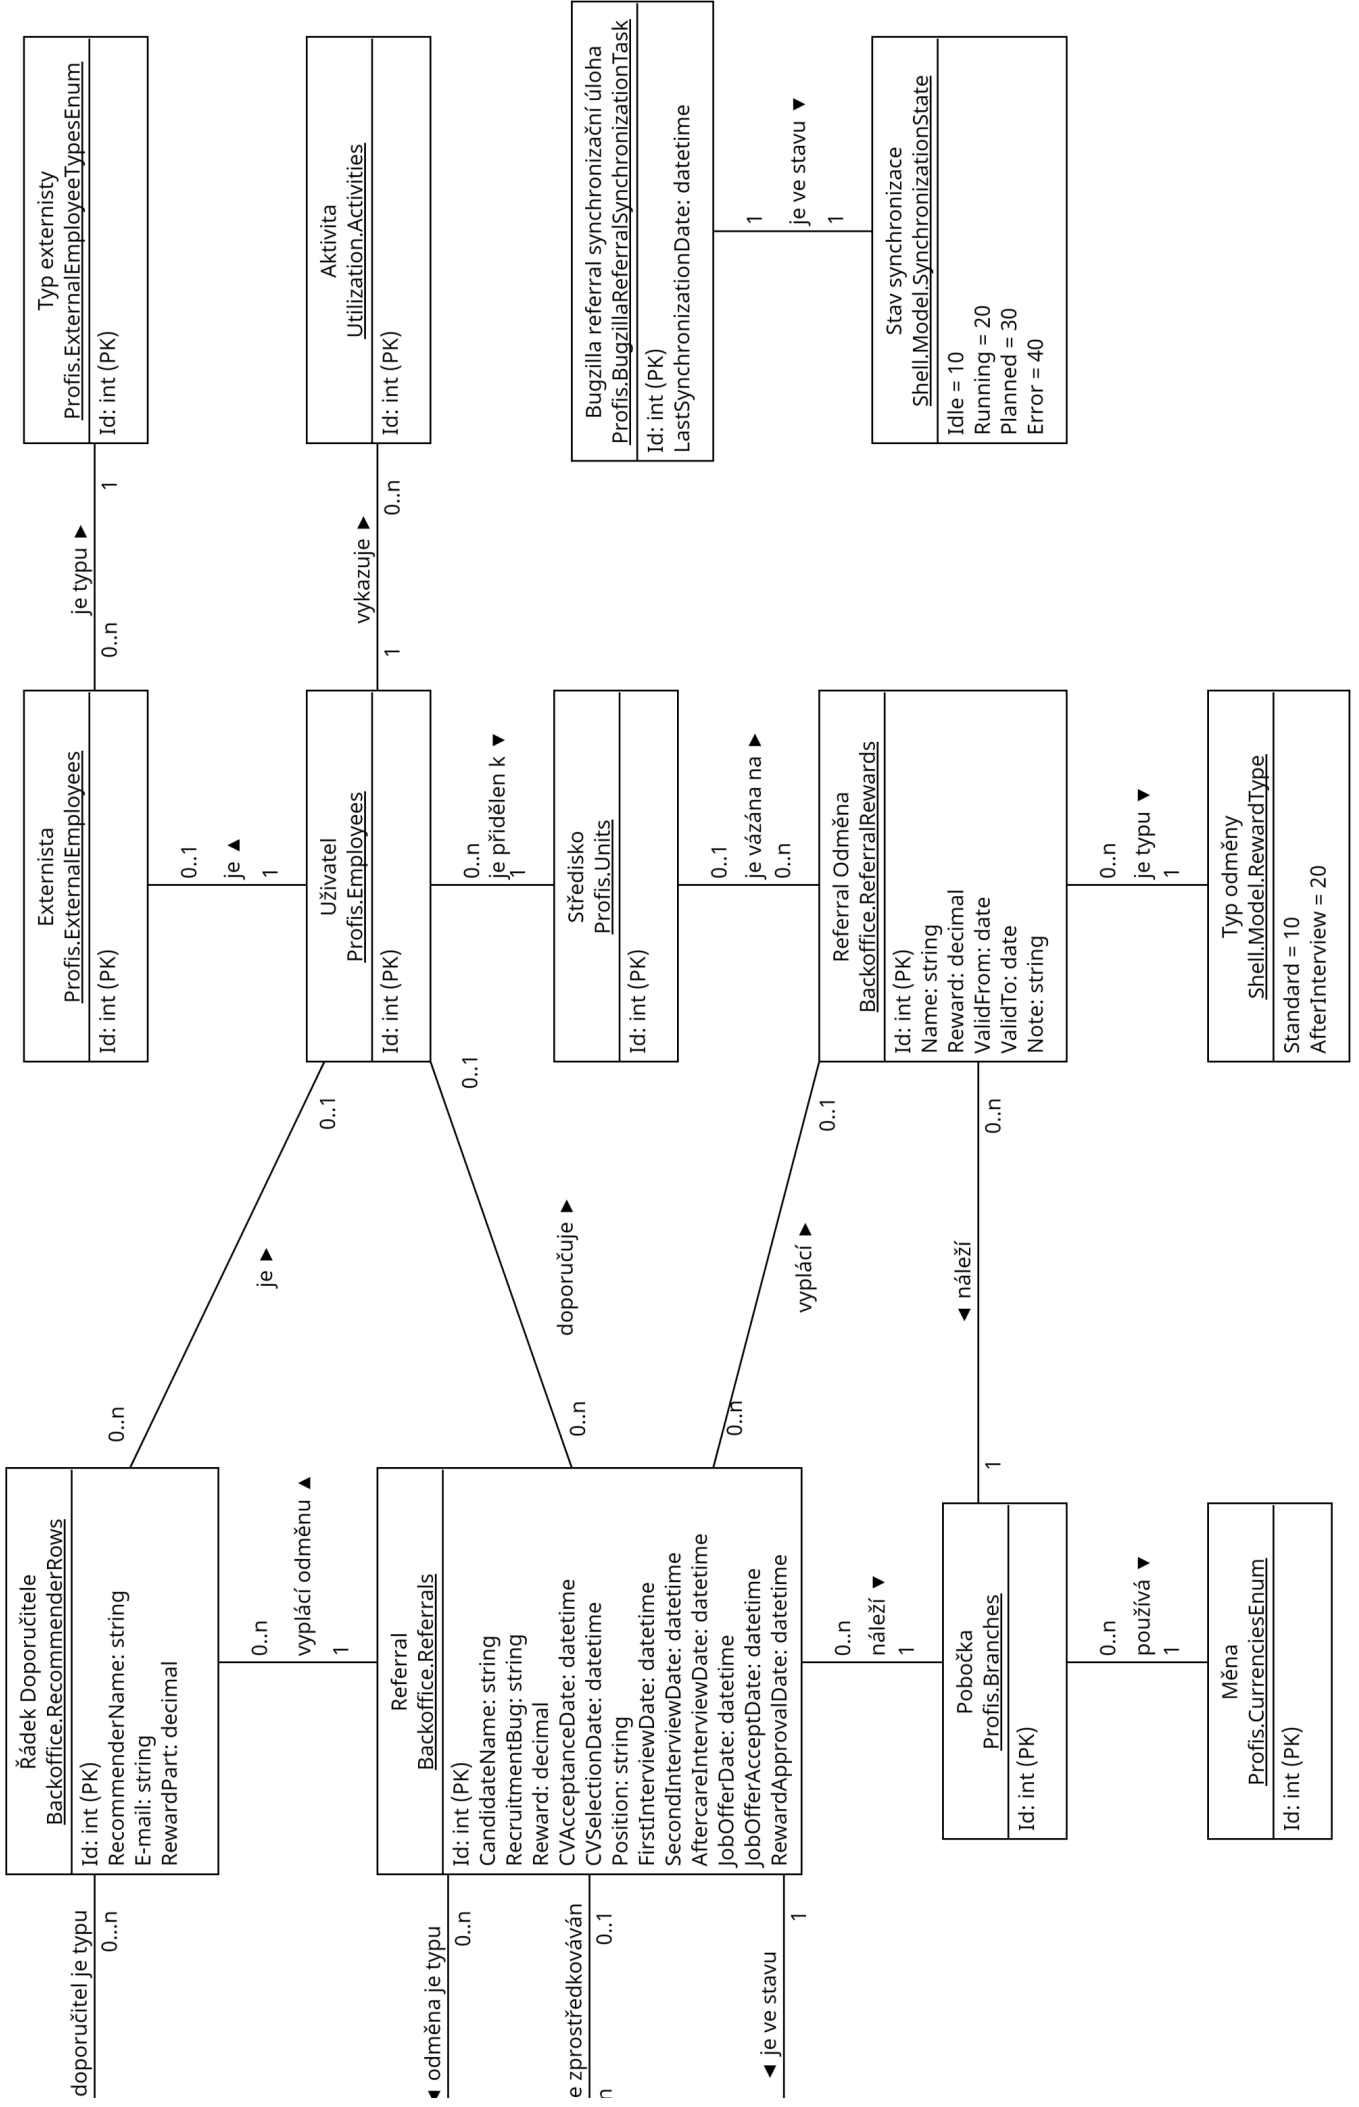 doporučitel je typu
0...n
Řádek Doporučitele
Backoffice.RecommenderRows
Id: int (PK)
RecommenderName: string
E-mail: string
RewardPart: decimal
Externista
Profis.ExternalEmployees
Id: int (PK)
0..n
je typu ▶
1
Typ externisty
Profis.ExternalEmployeeTypesEnum
Id: int (PK)
0..n
je ▶
0..1
0..n
vyplácí odměnu ▲
1
0..1
je ▲
1
◀ odměna je typu
0..n
e zprostředkováván
n
0..1
◀ je ve stavu
1
Referral
Backoffice.Referrals
Id: int (PK)
CandidateName: string
RecruitmentBug: string
Reward: decimal
CVAcceptanceDate: datetime
CVSelectionDate: datetime
Position: string
FirstInterviewDate: datetime
SecondInterviewDate: datetime
AftercareInterviewDate: datetime
JobOfferDate: datetime
JobOfferAcceptDate: datetime
RewardApprovalDate: datetime
Uživatel
Profis.Employees
Id: int (PK)
1
vykazuje ▶
0..n
Aktivita
Utilization.Activities
Id: int (PK)
0..n
doporučuje ▶
0..1
0..n
je přidělen k ▼
1
Středisko
Profis.Units
Id: int (PK)
Bugzilla referral synchronizační úloha
Profis.BugzillaReferralSynchronizationTask
Id: int (PK)
LastSynchronizationDate: datetime
0..n
vyplácí ▶
0..1
0..1
je vázána na ▶
0..n
1
je ve stavu ▼
1
Referral Odměna
Backoffice.ReferralRewards
Id: int (PK)
Name: string
Reward: decimal
ValidFrom: date
ValidTo: date
Note: string
Stav synchronizace
Shell.Model.SynchronizationState
Idle = 10
Running = 20
Planned = 30
Error = 40
0..n
náleží ▼
1
Pobočka
Profis.Branches
Id: int (PK)
1
◀ náleží
0..n
0..n
používá ▼
1
0..n
je typu ▼
1
Měna
Profis.CurrenciesEnum
Id: int (PK)
Typ odměny
Shell.Model.RewardType
Standard = 10
AfterInterview = 20